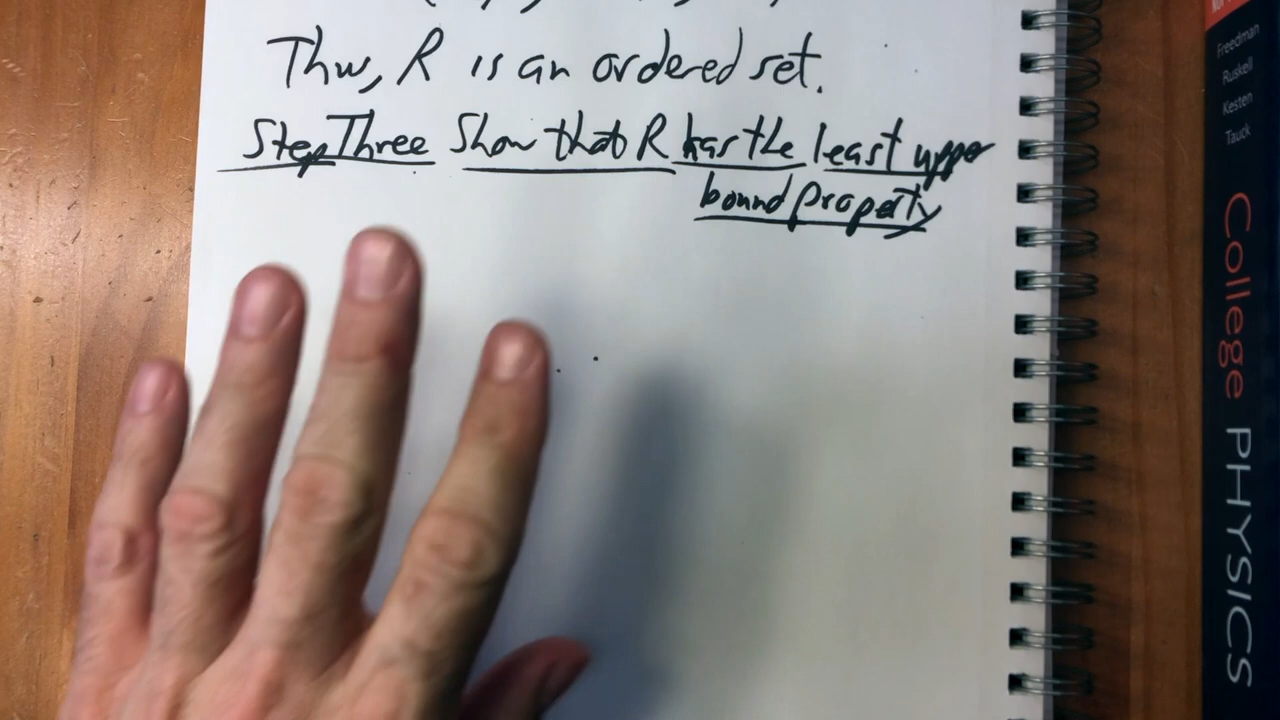 Thus, R is an ordered set.
Step Three Show that R has the least upper
bound property
Freedman
Ruskell
Kesten
Tauck
College PHYSICS